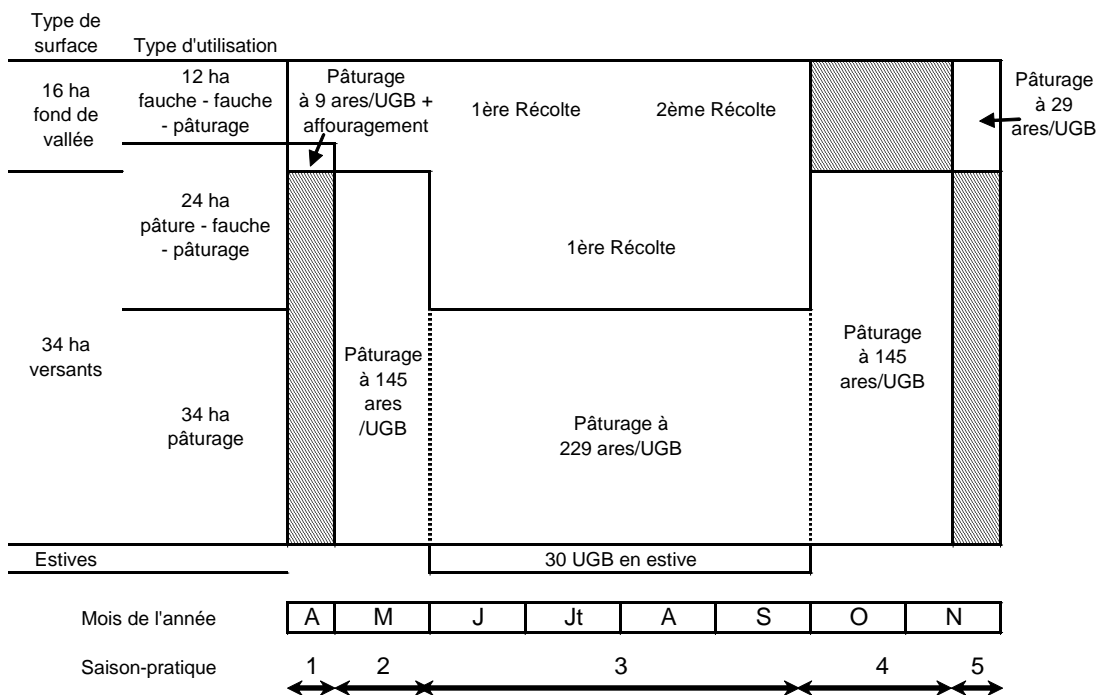 Type de
surface
Type d'utilisation
16 ha
fond de
vallée
12 ha
fauche - fauche
- pâturage
Pâturage
à 9 ares/UGB +
affouragement
1ère Récolte
2ème Récolte
Pâturage
à 29
ares/UGB
24 ha
pâture - fauche
- pâturage
1ère Récolte
34 ha
versants
34 ha
pâturage
Pâturage
à 145
ares
/UGB
Pâturage à
229 ares/UGB
Pâturage
à 145
ares/UGB
Estives
30 UGB en estive
Mois de l'année
A M J Jt A S O N
Saison-pratique
1 2 3 4 5